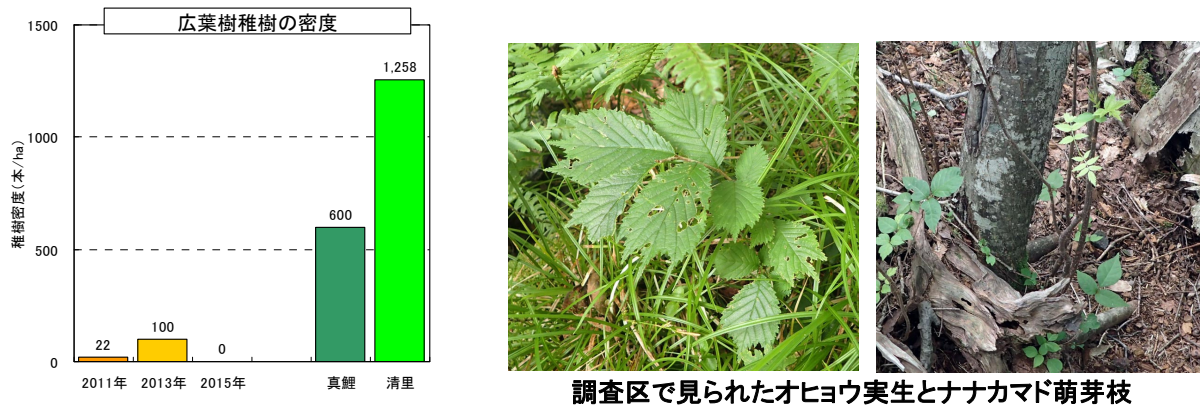 広葉樹稚樹の密度
稚樹密度(本/ha)
1500
1000
500
0
22
100
0
600
1,258
2011年 2013年 2015年 真鯉 清里
調査区で見られたオヒョウ実生とナナカマド萌芽枝